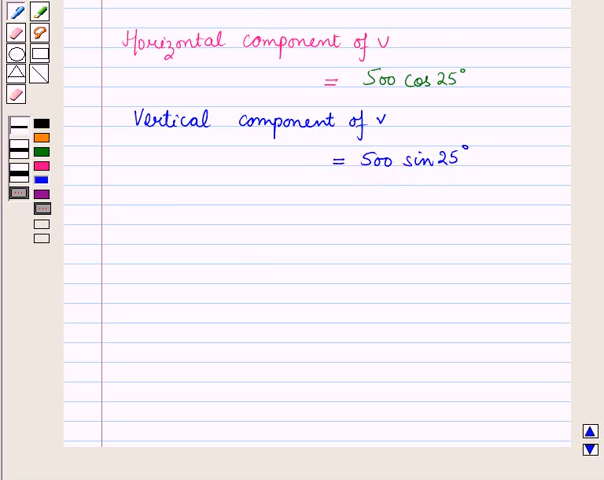 Horizontal component of v
= 500 cos 25°
Vertical component of v
= 500 sin 25°